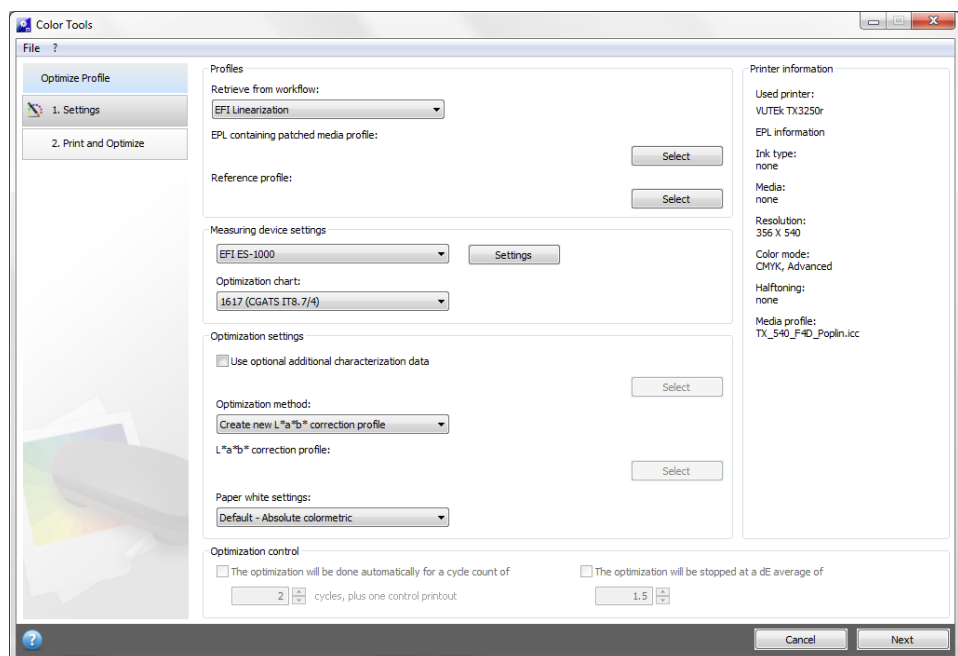 Color Tools
File ?
Optimize Profile
1. Settings
2. Print and Optimize
Profiles
Retrieve from workflow:
EFI Linearization
EPL containing patched media profile:
Select
Reference profile:
Select
Measuring device settings
EFI ES-1000
Settings
Optimization chart:
1617 (CGATS IT8.7/4)
Optimization settings
Use optional additional characterization data
Select
Optimization method:
Create new L*a*b* correction profile
L*a*b* correction profile:
Select
Paper white settings:
Default - Absolute colormetric
Optimization control
The optimization will be done automatically for a cycle count of
2 cycles, plus one control printout
The optimization will be stopped at a dE average of
1.5
Printer information
Used printer:
VUTEk TX3250r
EPL information
Ink type:
none
Media:
none
Resolution:
356 X 540
Color mode:
CMYK, Advanced
Halftoning:
none
Media profile:
TX_540_F4D_Poplin.icc
?
Cancel
Next